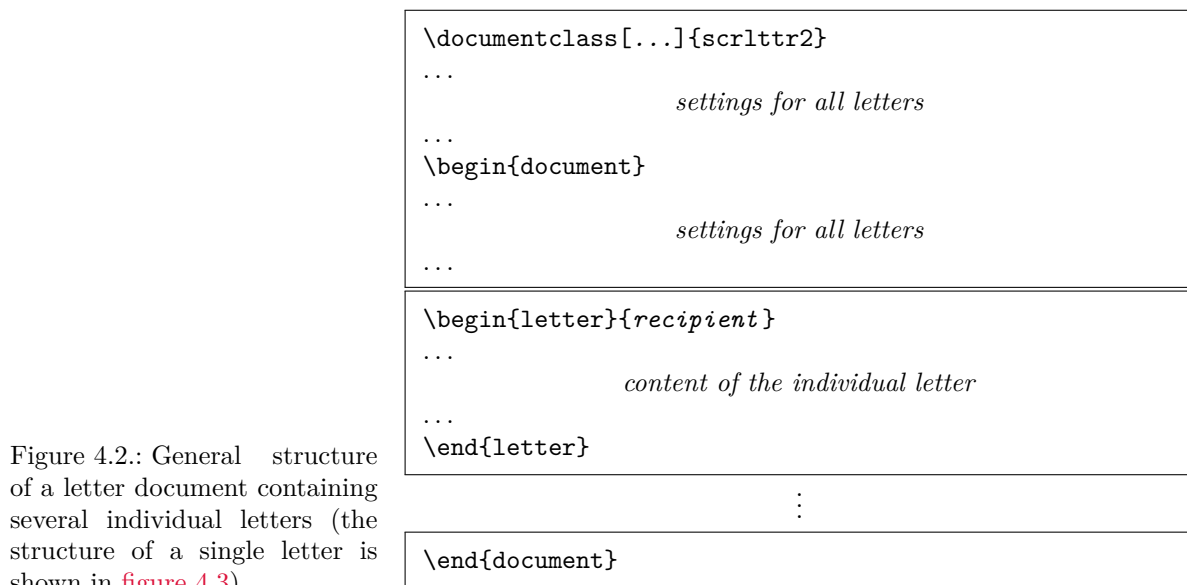 \documentclass[...]{scrlttr2}
...
settings for all letters
...
\begin{document}
...
settings for all letters
...
\begin{letter}{recipient}
...
content of the individual letter
...
\end{letter}
⋮
\end{document}
Figure 4.2.: General structure
of a letter document containing
several individual letters (the
structure of a single letter is
shown in figure 4.3)